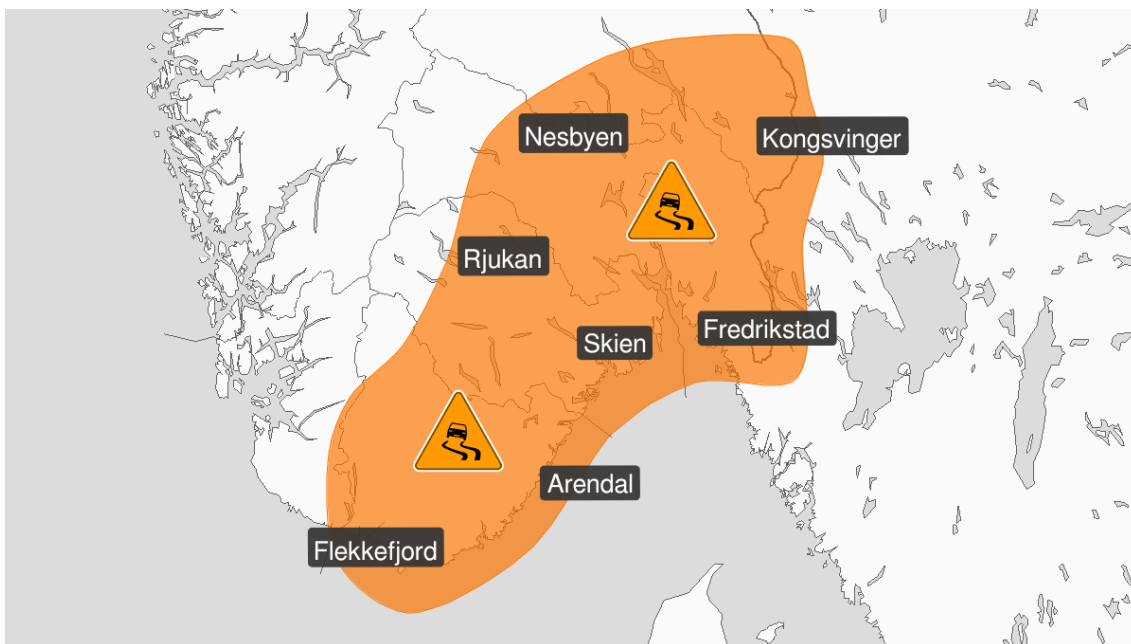 Nesbyen
Kongsvinger
Rjukan
Skien
Fredrikstad
Arendal
Flekkefjord